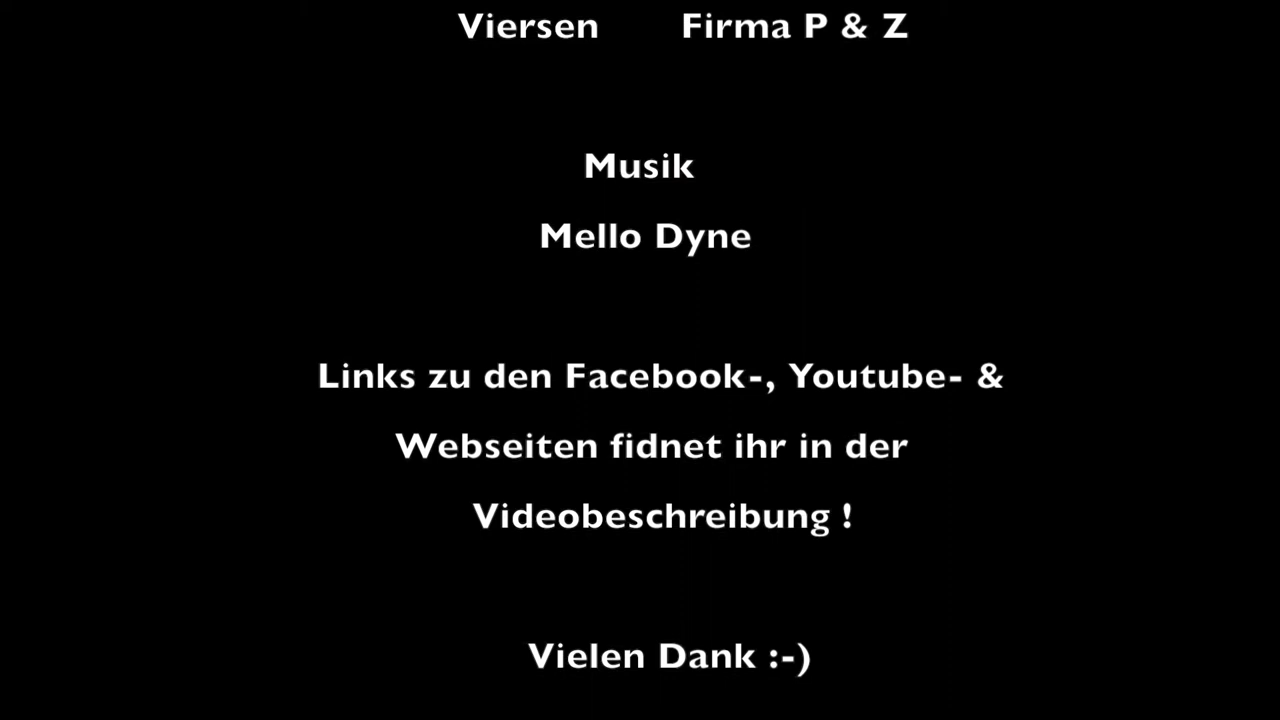 Viersen Firma P & Z
Musik
Mello Dyne
Links zu den Facebook-, Youtube- &
Webseiten fidnet ihr in der
Videobeschreibung !
Vielen Dank :-)